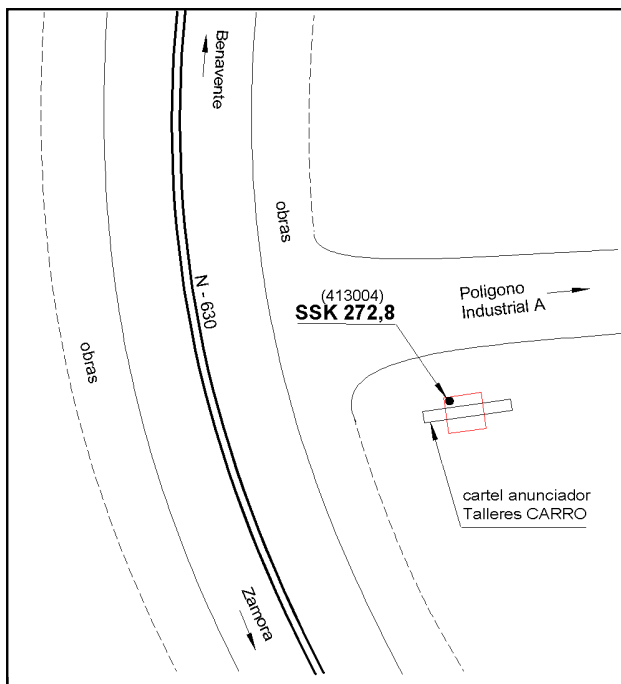 Benavente
obras
N - 630
(413004)
SSK 272,8
Poligono
Industrial A
obras
cartel anunciador
Talleres CARRO
Zamora